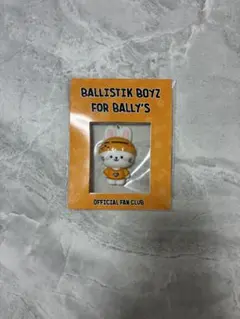 BALLISTIK BOYZ
FOR BALLY'S
OFFICIAL FAN CLUB